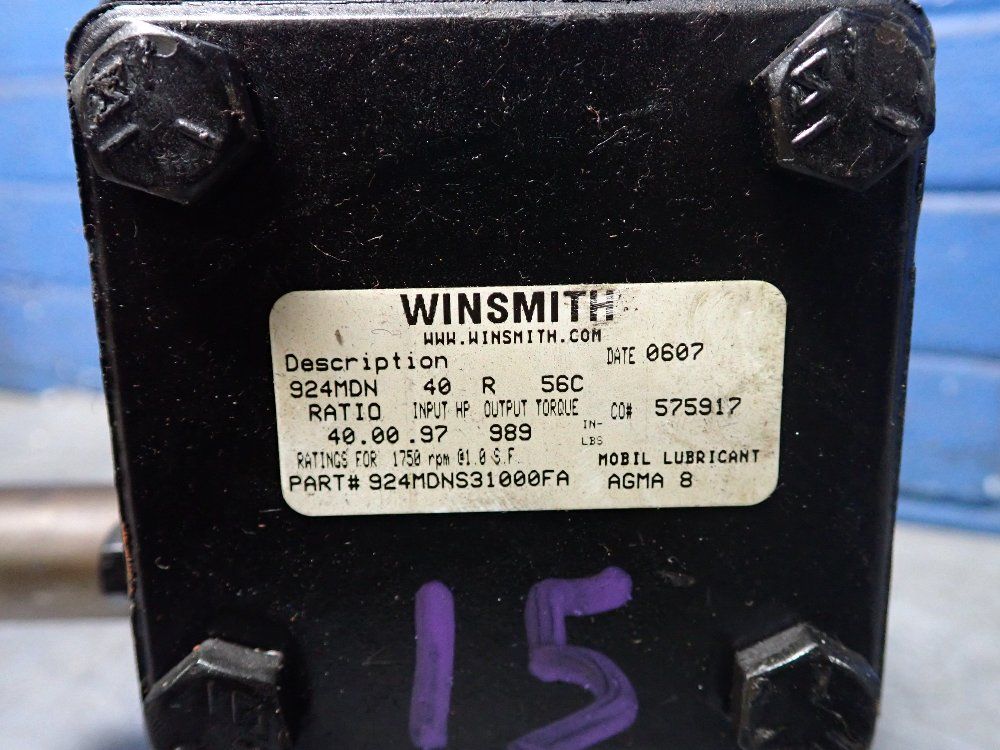 WINSMITH
WWW.WINSMITH.COM
Description DATE 0607
924MDN 40 R 56C
RATIO INPUT HP OUTPUT TORQUE CO# 575917
40.00 .97 989 IN-LBS
RATINGS FOR 1750 rpm @1.0 S.F. MOBIL LUBRICANT
PART# 924MDNS31000FA AGMA 8
15